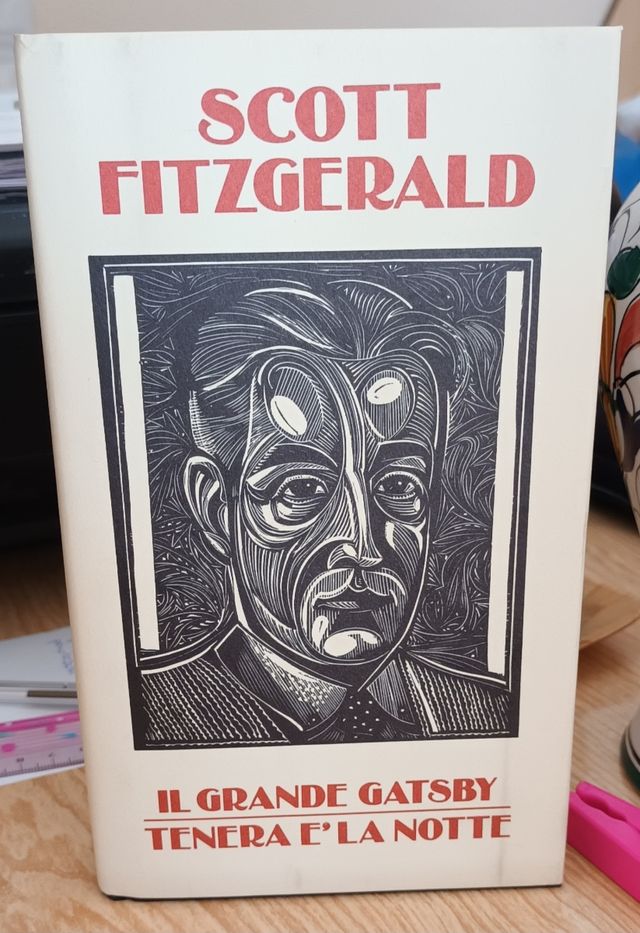 SCOTT
FITZGERALD
IL GRANDE GATSBY
TENERA E' LA NOTTE